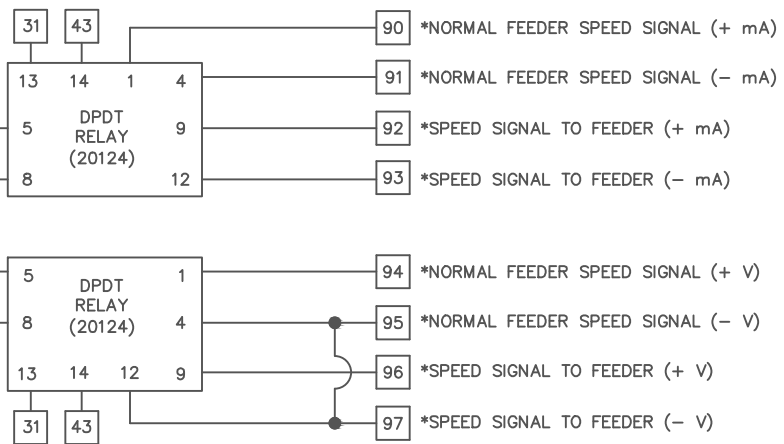 31 43 90 *NORMAL FEEDER SPEED SIGNAL (+ mA)
13 14 1 4 91 *NORMAL FEEDER SPEED SIGNAL (− mA)
DPDT
5 9 92 *SPEED SIGNAL TO FEEDER (+ mA)
RELAY
(20124)
8 12 93 *SPEED SIGNAL TO FEEDER (− mA)
5 1 94 *NORMAL FEEDER SPEED SIGNAL (+ V)
DPDT
RELAY
8 (20124) 4 95 *NORMAL FEEDER SPEED SIGNAL (− V)
13 14 12 9 96 *SPEED SIGNAL TO FEEDER (+ V)
31 43 97 *SPEED SIGNAL TO FEEDER (− V)